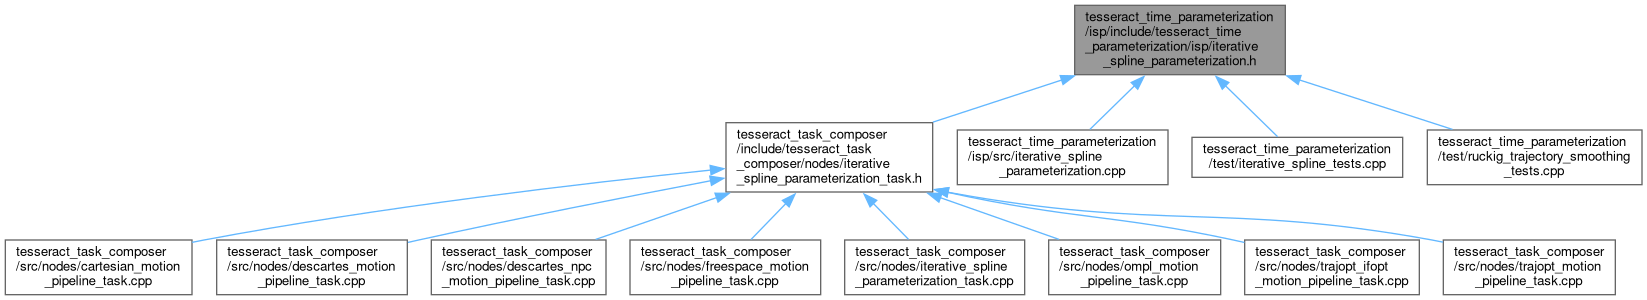 tesseract_time_parameterization
/isp/include/tesseract_time
_parameterization/isp/iterative
_spline_parameterization.h
tesseract_task_composer
/include/tesseract_task
_composer/nodes/iterative
_spline_parameterization_task.h
tesseract_time_parameterization
/isp/src/iterative_spline
_parameterization.cpp
tesseract_time_parameterization
/test/iterative_spline_tests.cpp
tesseract_time_parameterization
/test/ruckig_trajectory_smoothing
_tests.cpp
tesseract_task_composer
/src/nodes/cartesian_motion
_pipeline_task.cpp
tesseract_task_composer
/src/nodes/descartes_motion
_pipeline_task.cpp
tesseract_task_composer
/src/nodes/descartes_npc
_motion_pipeline_task.cpp
tesseract_task_composer
/src/nodes/freespace_motion
_pipeline_task.cpp
tesseract_task_composer
/src/nodes/iterative_spline
_parameterization_task.cpp
tesseract_task_composer
/src/nodes/ompl_motion
_pipeline_task.cpp
tesseract_task_composer
/src/nodes/trajopt_ifopt
_motion_pipeline_task.cpp
tesseract_task_composer
/src/nodes/trajopt_motion
_pipeline_task.cpp